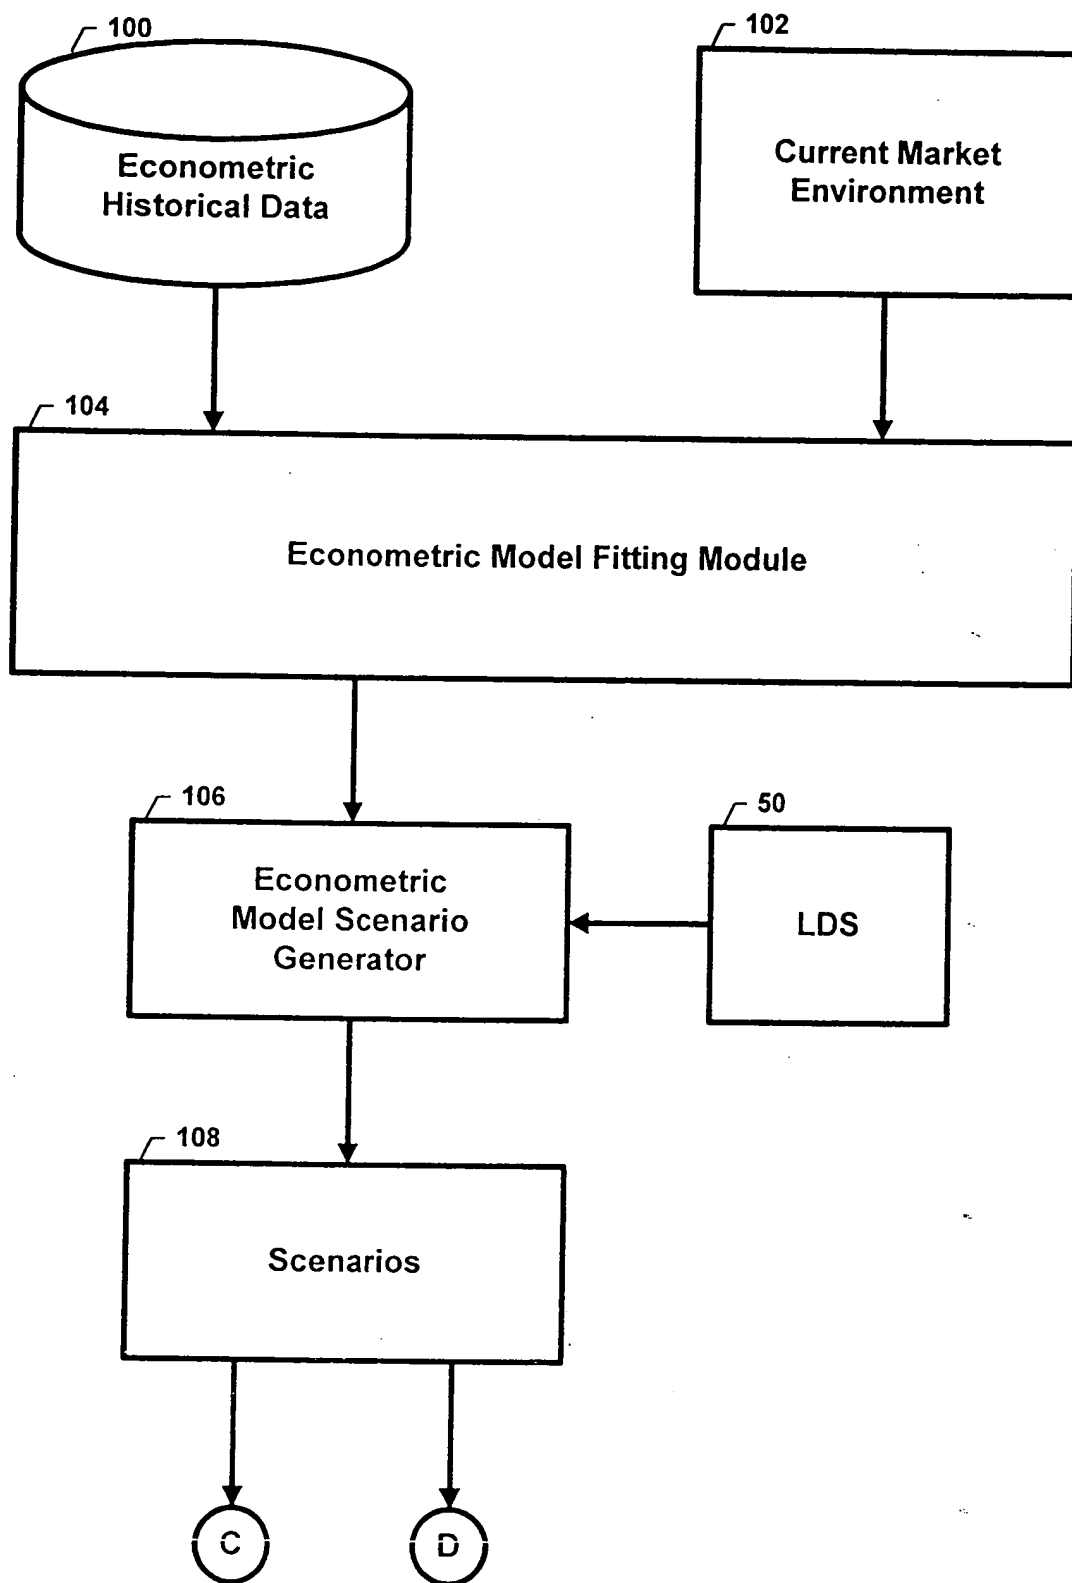 100
Econometric
Historical Data
102
Current Market
Environment
104
Econometric Model Fitting Module
106
Econometric
Model Scenario
Generator
50
LDS
108
Scenarios
C
D